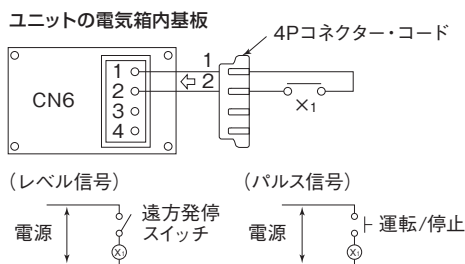 ユニットの電気箱内基板
4Pコネクター・コード
CN6
1
2
3
4
1
2
X1
(レベル信号)
(パルス信号)
電源
遠方発停
スイッチ
X1
電源
運転/停止
X1